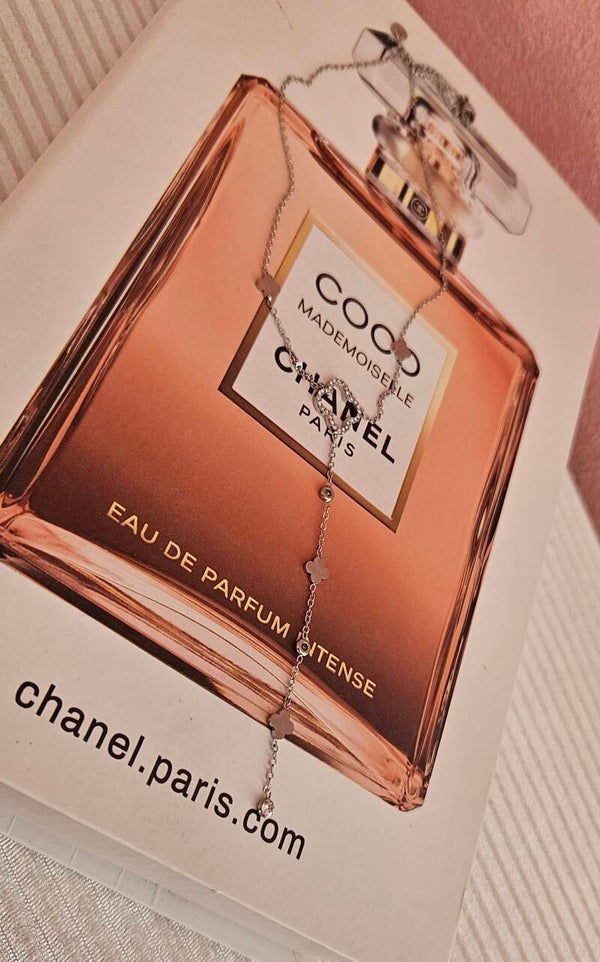 COCO
MADEMOISELLE
CHANEL
PARIS
EAU DE PARFUM INTENSE
chanel.paris.com